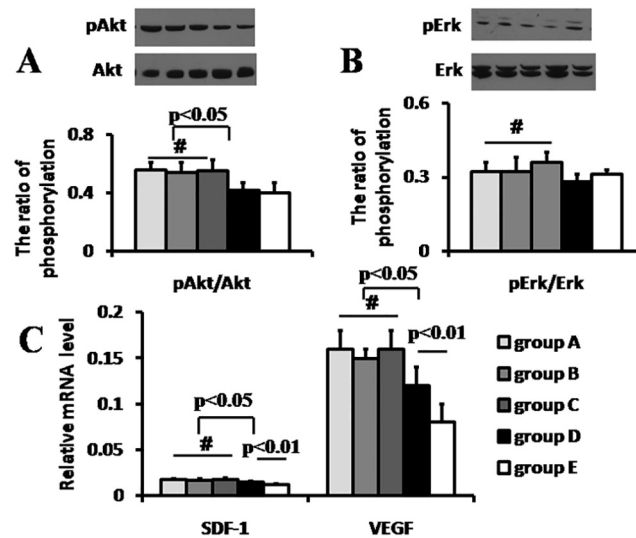 pAkt
Akt
A
p<0.05
#
The ratio of phosphorylation
0.8
0.4
0
pAkt/Akt
pErk
Erk
B
#
The ratio of phosphorylation
0.6
0.3
0
pErk/Erk
C
Relative mRNA level
0.2
0.15
0.1
0.05
0
p<0.05
#
p<0.01
p<0.05
#
p<0.01
SDF-1
VEGF
group A
group B
group C
group D
group E